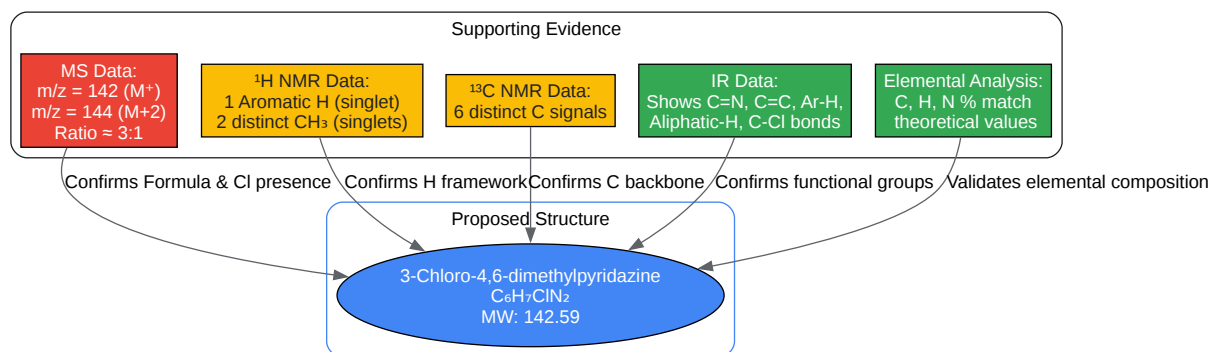 Supporting Evidence
MS Data:
m/z = 142 (M⁺)
m/z = 144 (M+2)
Ratio ≈ 3:1
¹H NMR Data:
1 Aromatic H (singlet)
2 distinct CH₃ (singlets)
¹³C NMR Data:
6 distinct C signals
IR Data:
Shows C=N, C=C, Ar-H,
Aliphatic-H, C-Cl bonds
Elemental Analysis:
C, H, N % match
theoretical values
Confirms Formula & Cl presence
Confirms H framework
Confirms C backbone
Confirms functional groups
Validates elemental composition
Proposed Structure
3-Chloro-4,6-dimethylpyridazine
C₆H₇ClN₂
MW: 142.59